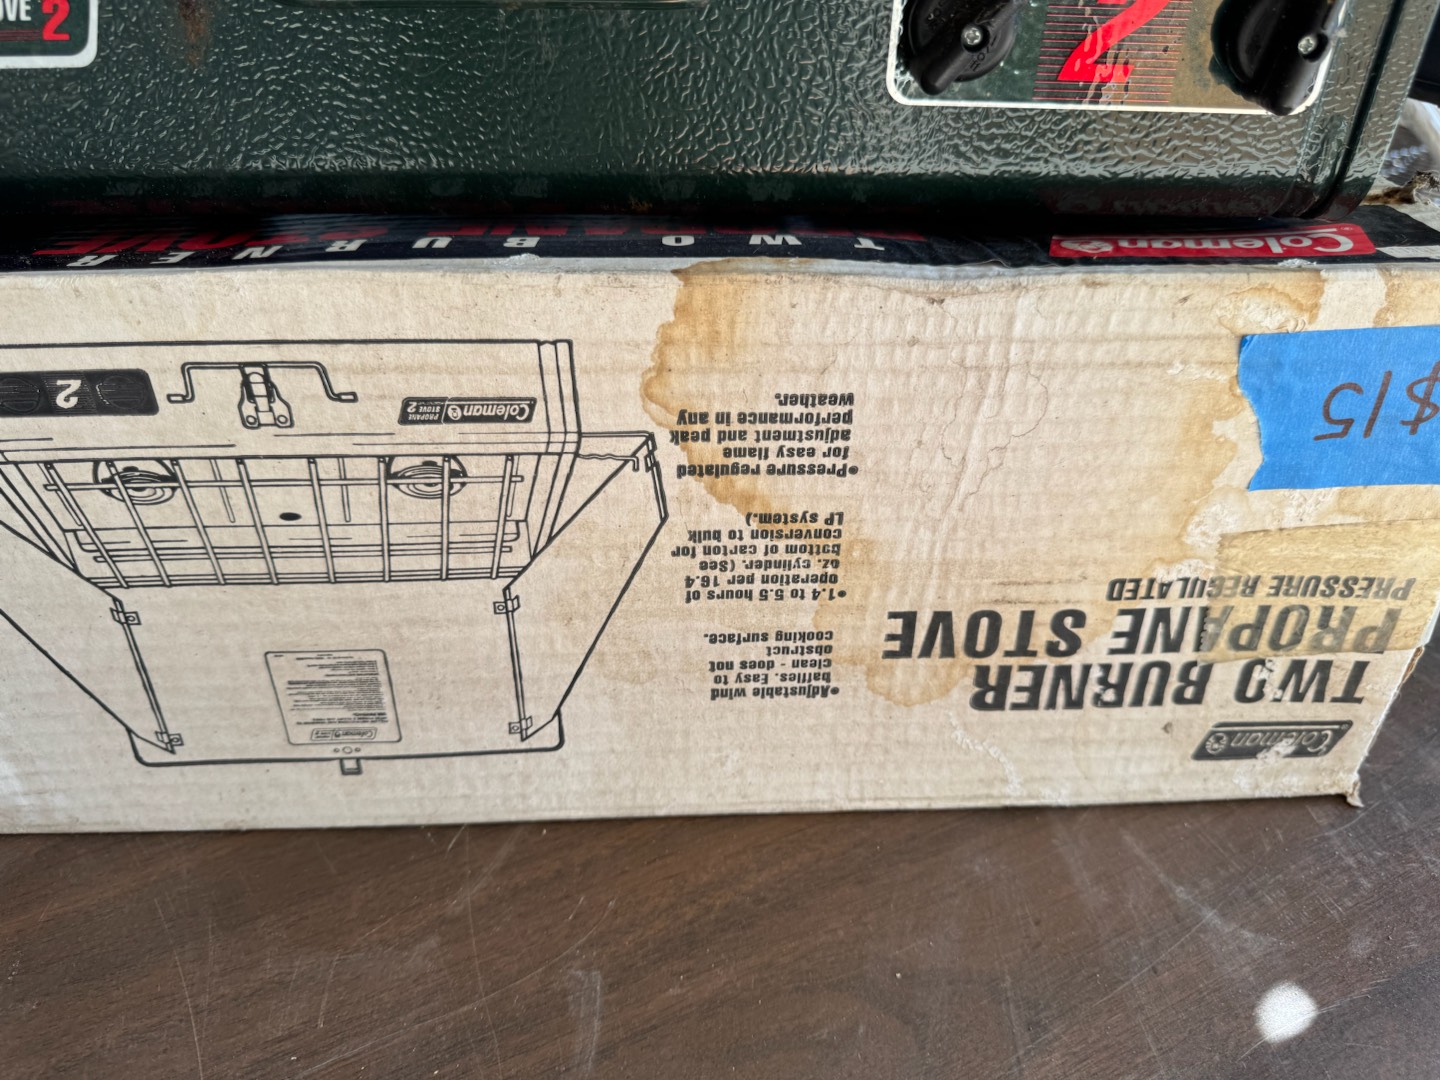 OVE 2
2
Coleman
TWO BURNER
PROPANE STOVE
Coleman
TWO BURNER
PROPANE STOVE
PRESSURE REGULATED
$15
•Adjustable wind
baffles. Easy to
clean - does not
obstruct
cooking surface.
•1.4 to 5.5 hours of
operation per 16.4
oz. cylinder. (See
bottom of carton for
conversion to bulk
LP system.)
•Pressure regulated
for easy flame
adjustment and peak
performance in any
weather.
Coleman
Coleman
PROPANE
STOVE 2
2